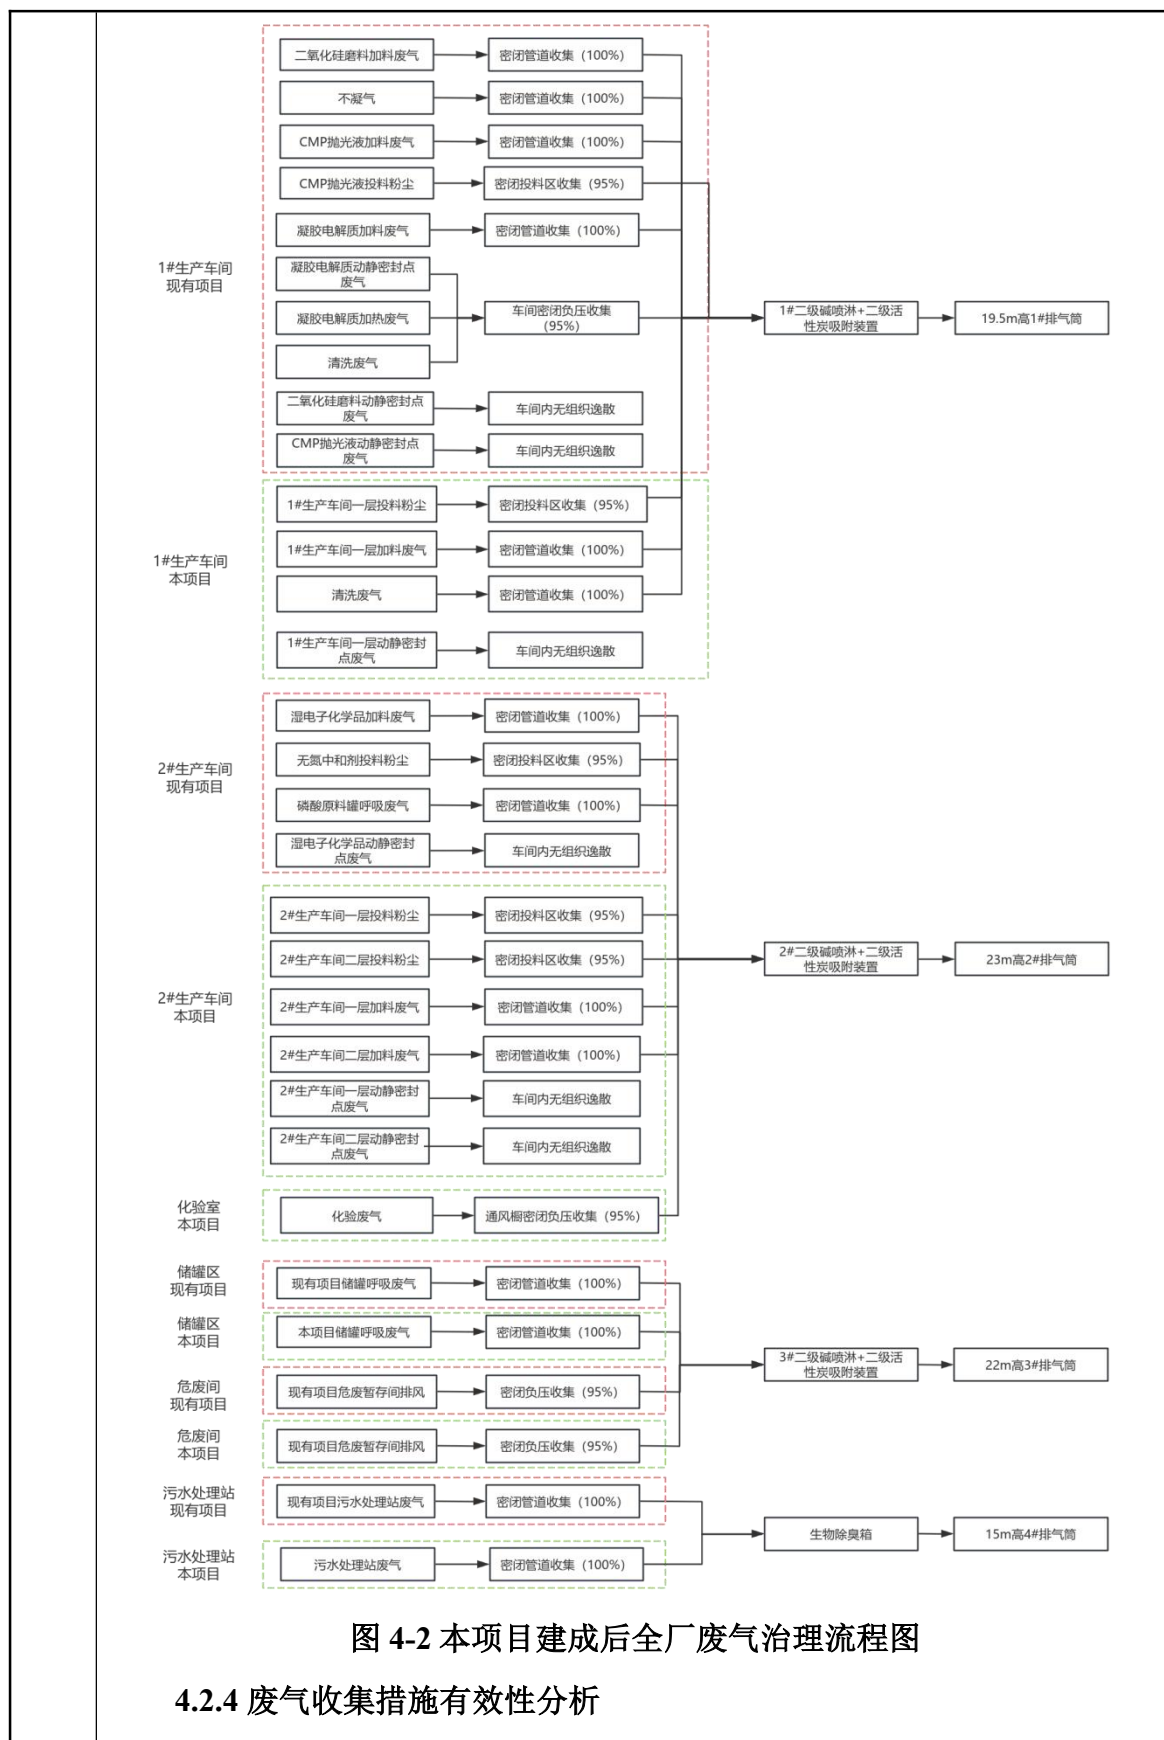 二氧化硅磨料加料废气
密闭管道收集（100%）
不凝气
密闭管道收集（100%）
CMP抛光液加料废气
密闭管道收集（100%）
CMP抛光液投料粉尘
密闭投料区收集（95%）
凝胶电解质加料废气
密闭管道收集（100%）
1#生产车间
现有项目
凝胶电解质动静密封点
废气
凝胶电解质加热废气
车间密闭负压收集
（95%）
清洗废气
1#二级碱喷淋+二级活
性炭吸附装置
19.5m高1#排气筒
二氧化硅磨料动静密封点
废气
车间内无组织逸散
CMP抛光液动静密封点
废气
车间内无组织逸散
1#生产车间一层投料粉尘
密闭投料区收集（95%）
1#生产车间
本项目
1#生产车间一层加料废气
密闭管道收集（100%）
清洗废气
密闭管道收集（100%）
1#生产车间一层动静密封
点废气
车间内无组织逸散
湿电子化学品加料废气
密闭管道收集（100%）
2#生产车间
现有项目
无氮中和剂投料粉尘
密闭投料区收集（95%）
磷酸原料罐呼吸废气
密闭管道收集（100%）
湿电子化学品动静密封
点废气
车间内无组织逸散
2#生产车间一层投料粉尘
密闭投料区收集（95%）
2#生产车间二层投料粉尘
密闭投料区收集（95%）
2#二级碱喷淋+二级活
性炭吸附装置
23m高2#排气筒
2#生产车间
本项目
2#生产车间一层加料废气
密闭管道收集（100%）
2#生产车间二层加料废气
密闭管道收集（100%）
2#生产车间一层动静密封
点废气
车间内无组织逸散
2#生产车间二层动静密封
点废气
车间内无组织逸散
化验室
本项目
化验废气
通风橱密闭负压收集（95%）
储罐区
现有项目
现有项目储罐呼吸废气
密闭管道收集（100%）
储罐区
本项目
本项目储罐呼吸废气
密闭管道收集（100%）
3#二级碱喷淋+二级活
性炭吸附装置
22m高3#排气筒
危废间
现有项目
现有项目危废暂存间排风
密闭负压收集（95%）
危废间
本项目
现有项目危废暂存间排风
密闭负压收集（95%）
污水处理站
现有项目
现有项目污水处理站废气
密闭管道收集（100%）
生物除臭箱
15m高4#排气筒
污水处理站
本项目
污水处理站废气
密闭管道收集（100%）
图 4-2 本项目建成后全厂废气治理流程图
4.2.4 废气收集措施有效性分析